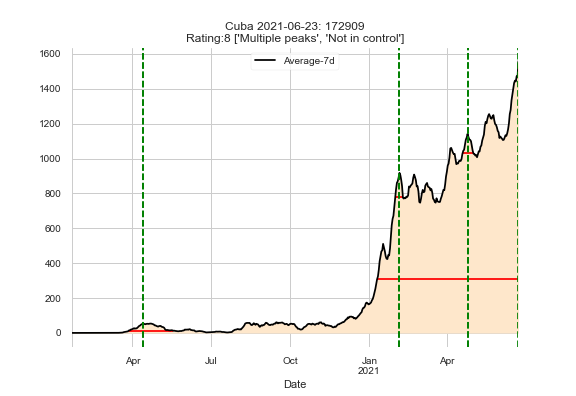 Cuba 2021-06-23: 172909
Rating:8 ['Multiple peaks', 'Not in control']
Average-7d
1600
1400
1200
1000
800
600
400
200
0
Apr
Jul
Oct
Jan
2021
Apr
Date